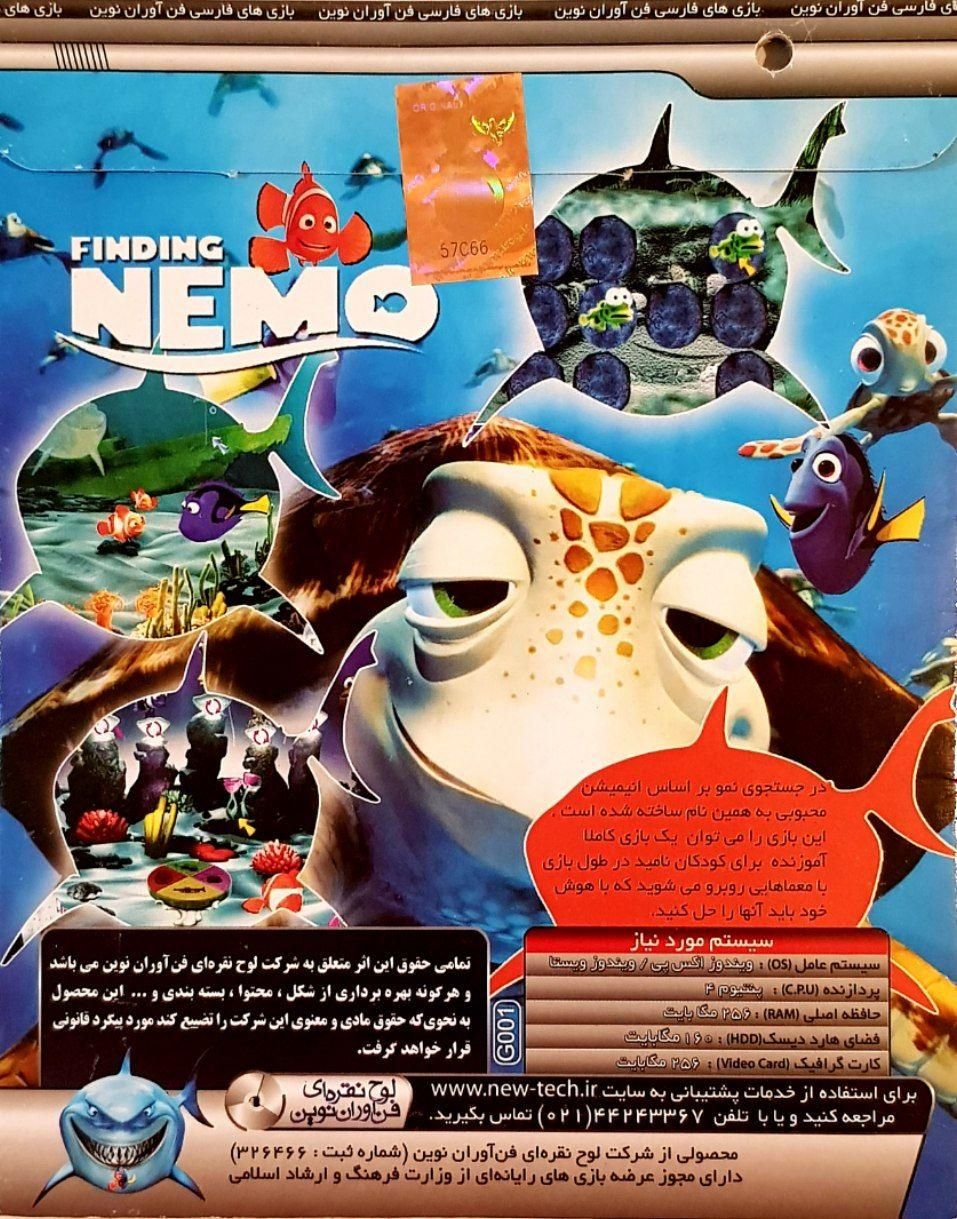 بازی های فارسی فن آوران نوین بازی های فارسی فن آوران نوین بازی های فارسی فن آوران نوین بازی های
ORIGINAL
57C66
FINDING
NEMO
در جستجوی نمو بر اساس انیمیشن
محبوبی به همین نام ساخته شده است ،
این بازی را می توان یک بازی کاملا
آموزنده برای کودکان نامید در طول بازی
با معماهایی روبرو می شوید که با هوش
خود باید آنها را حل کنید.
سیستم مورد نیاز
سیستم عامل (OS) : ویندوز اکس پی / ویندوز ویستا
پردازنده (C.P.U) : پنتیوم ۴
حافظه اصلی (RAM) : ۲۵۶ مگا بایت
فضای هارد دیسک(HDD) : ۱۶۰ مگابایت
کارت گرافیک (Video Card) : ۲۵۶ مگابایت
G001
تمامی حقوق این اثر متعلق به شرکت لوح نقره‌ای فن‌آوران نوین می باشد
و هرگونه بهره برداری از شکل ، محتوا ، بسته بندی و ... این محصول
به نحوی‌که حقوق مادی و معنوی این شرکت را تضییع کند مورد پیگرد قانونی
قرار خواهد گرفت.
لوح نقره‌ای
فن‌آوران نوین
برای استفاده از خدمات پشتیبانی به سایت www.new-tech.ir
مراجعه کنید و یا با تلفن ۴۴۲۴۳۳۶۷ (۰۲۱) تماس بگیرید.
محصولی از شرکت لوح نقره‌ای فن‌آوران نوین (شماره ثبت : ۳۲۶۴۶۶)
دارای مجوز عرضه بازی های رایانه‌ای از وزارت فرهنگ و ارشاد اسلامی